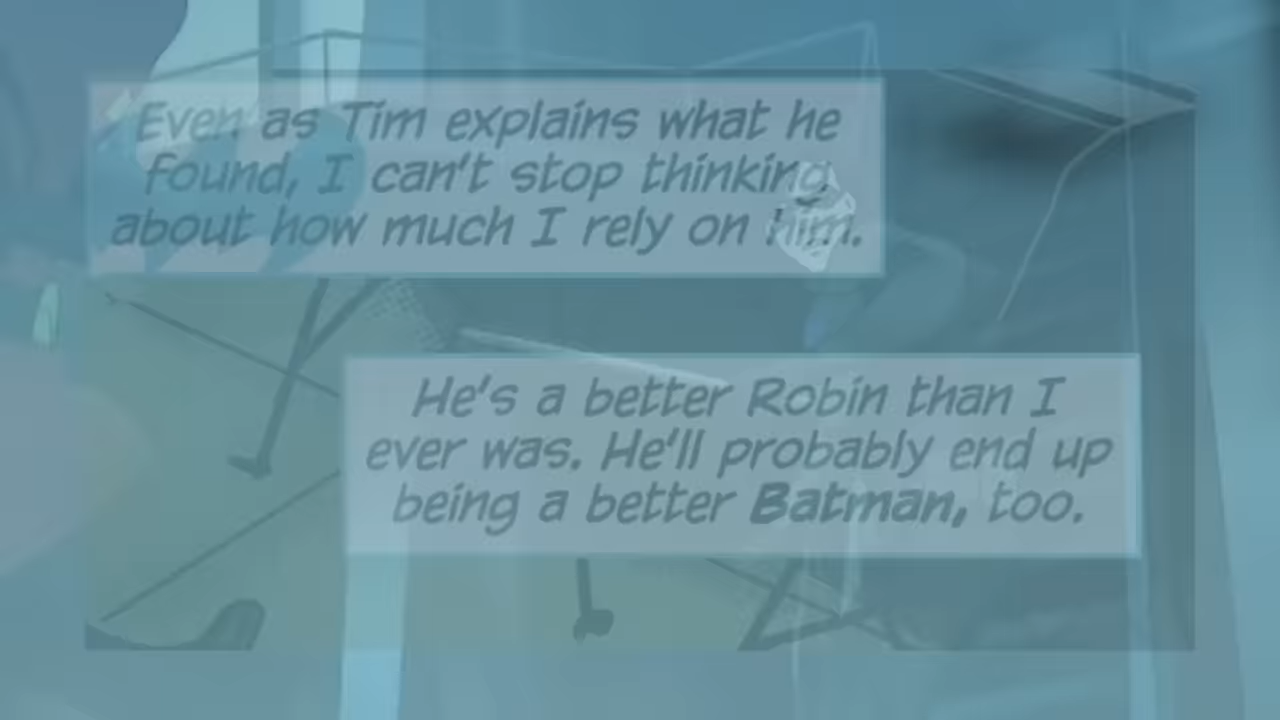 Even as Tim explains what he
found, I can't stop thinking
about how much I rely on him.
He's a better Robin than I
ever was. He'll probably end up
being a better Batman, too.